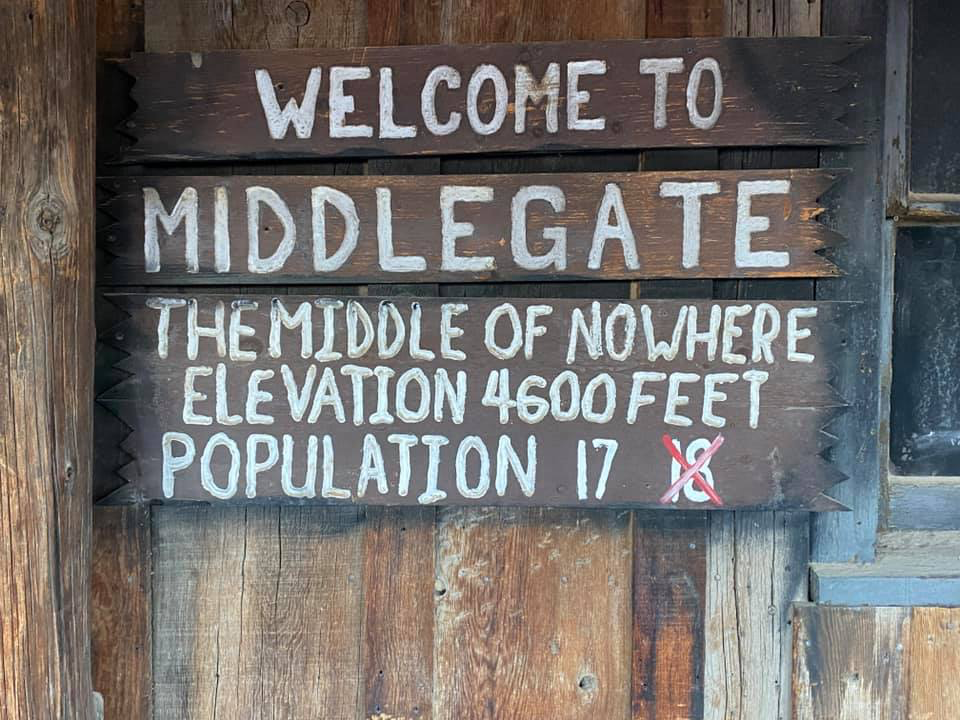 WELCOME TO
MIDDLEGATE
THE MIDDLE OF NOWHERE
ELEVATION 4600 FEET
POPULATION 17 18